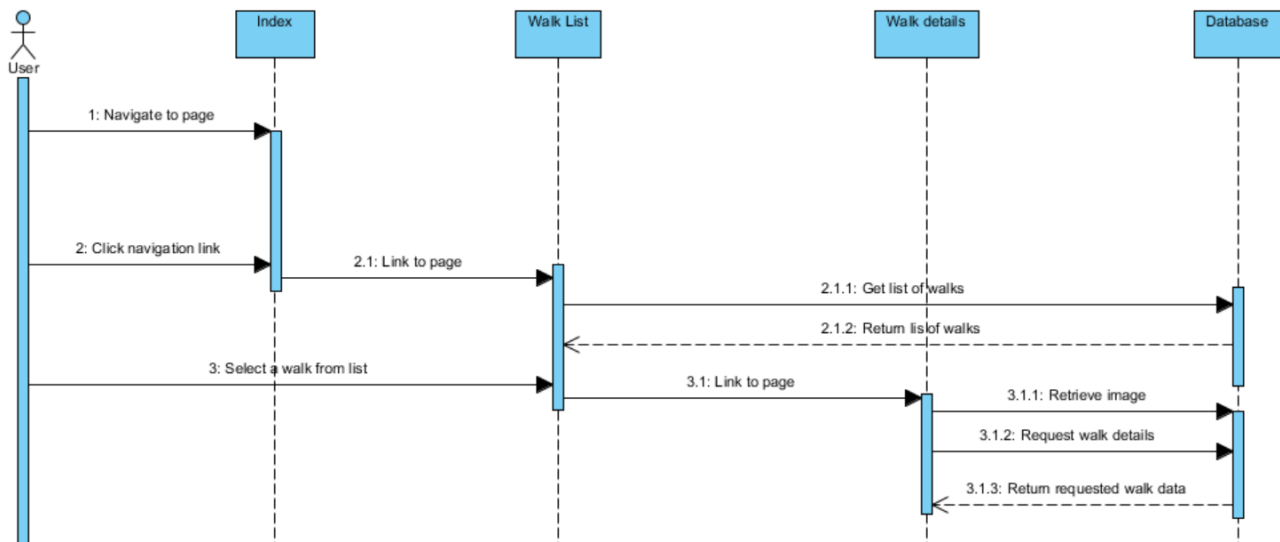 Index
Walk List
Walk details
Database
User
1: Navigate to page
2: Click navigation link
2.1: Link to page
2.1.1: Get list of walks
2.1.2: Return lis of walks
3: Select a walk from list
3.1: Link to page
3.1.1: Retrieve image
3.1.2: Request walk details
3.1.3: Return requested walk data